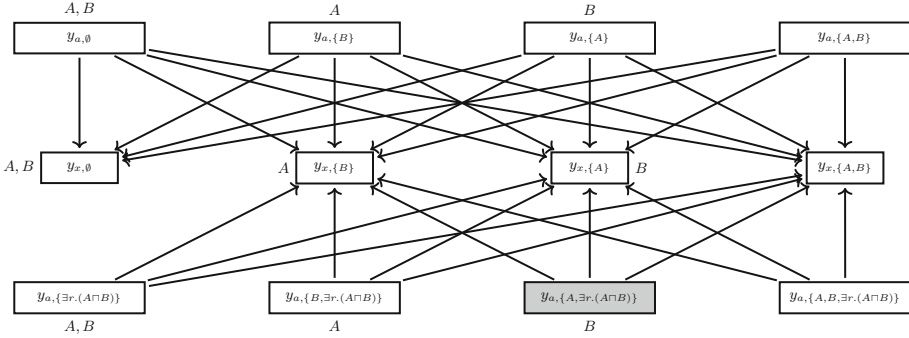 A, B A B
y_{a,∅} y_{a,{B}} y_{a,{A}} y_{a,{A,B}}
A, B y_{x,∅} A y_{x,{B}} y_{x,{A}} B y_{x,{A,B}}
y_{a,{∃r.(A⊓B)}} y_{a,{B,∃r.(A⊓B)}} y_{a,{A,∃r.(A⊓B)}} y_{a,{A,B,∃r.(A⊓B)}}
A, B A B